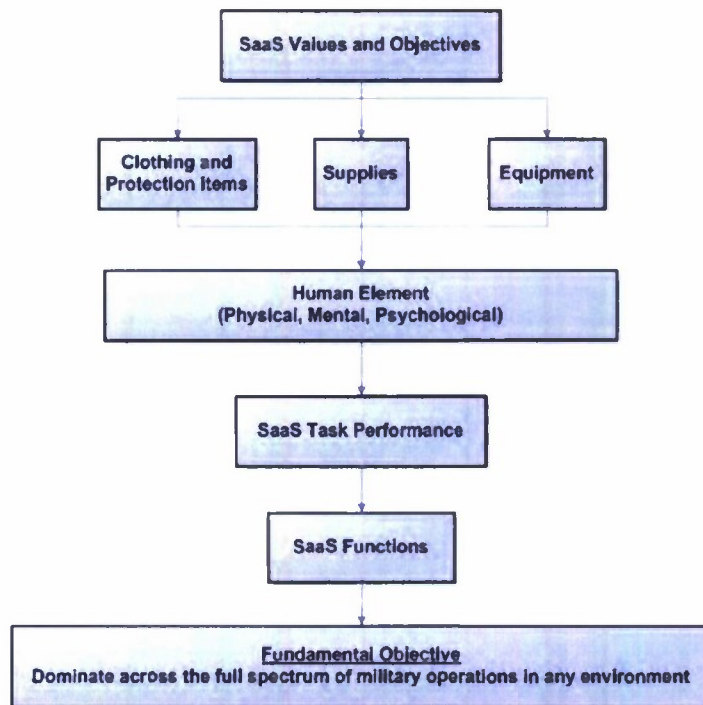 SaaS Values and Objectives
Clothing and
Protection Items
Supplies
Equipment
Human Element
(Physical, Mental, Psychological)
SaaS Task Performance
SaaS Functions
Fundamental Objective
Dominate across the full spectrum of military operations in any environment